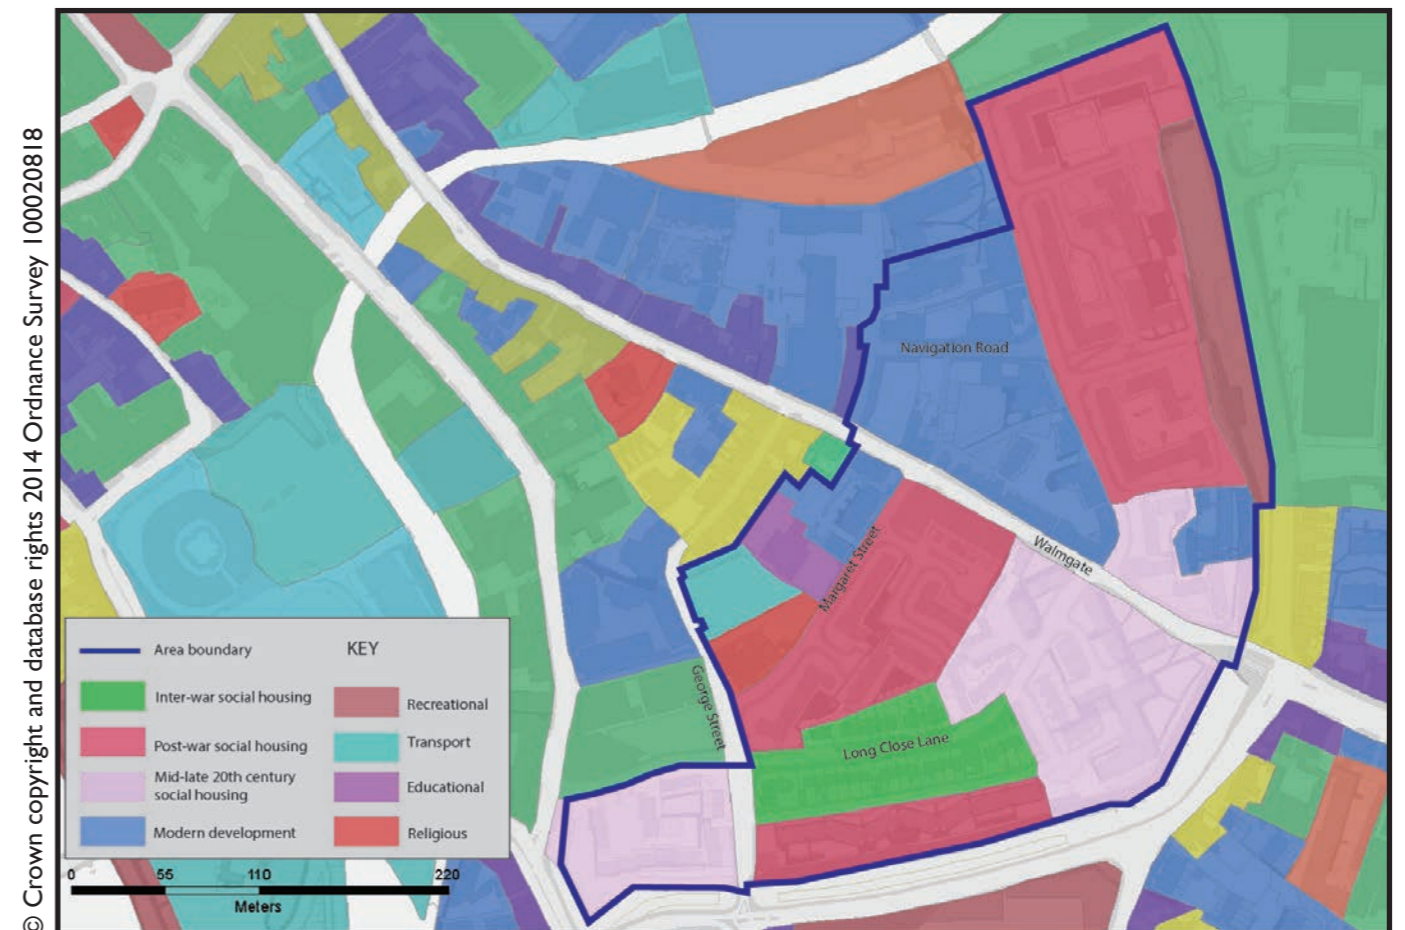 © Crown copyright and database rights 2014 Ordnance Survey 100020818
Navigation Road
Walmgate
Margaret Street
George Street
Long Close Lane
Area boundary
KEY
Inter-war social housing
Post-war social housing
Mid-late 20th century
social housing
Modern development
Recreational
Transport
Educational
Religious
0 55 110 220
Meters